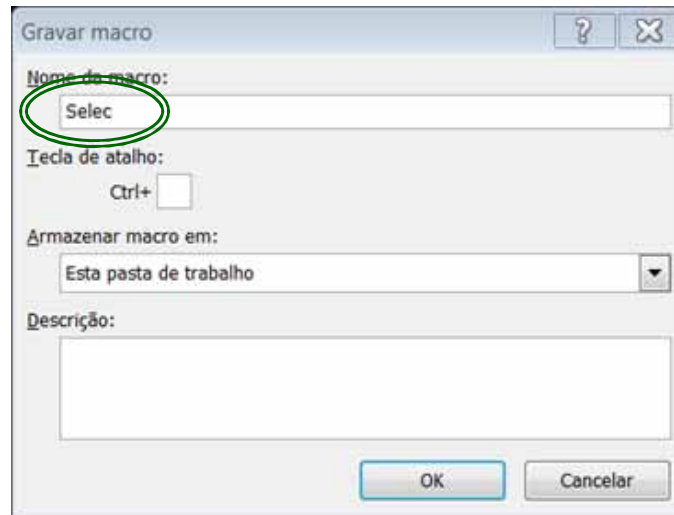 Gravar macro
Nome da macro:
Selec
Tecla de atalho:
Ctrl+
Armazenar macro em:
Esta pasta de trabalho
Descrição:
OK Cancelar